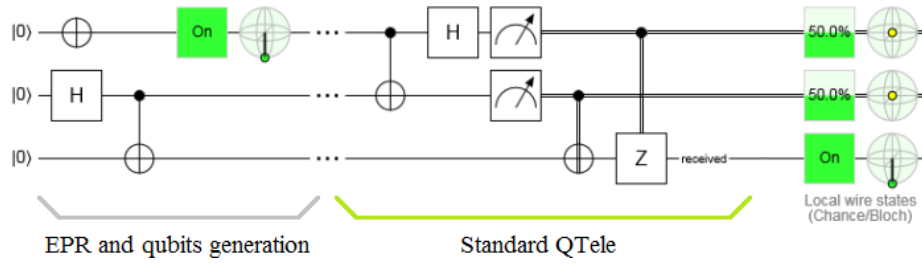 |0⟩ On ... H 50.0%
|0⟩ H ... 50.0%
|0⟩ ... Z received On
Local wire states
(Chance/Bloch)
EPR and qubits generation Standard QTele